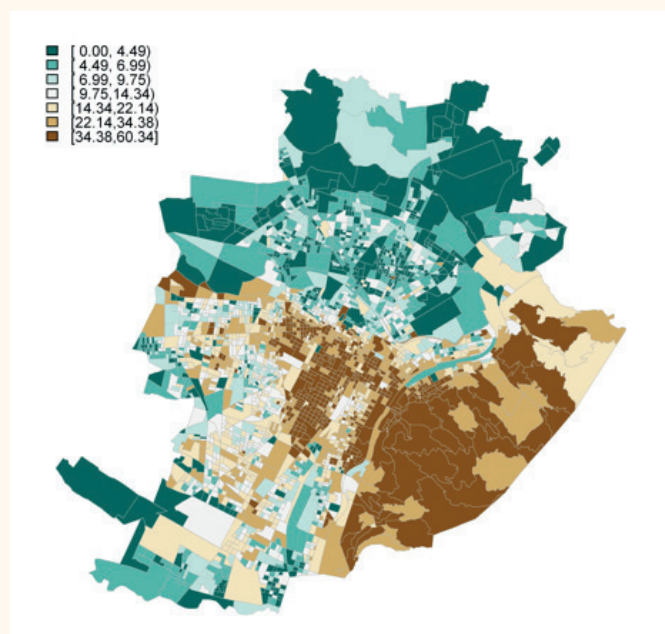 [ 0.00, 4.49)
[ 4.49, 6.99)
[ 6.99, 9.75)
[ 9.75,14.34)
[14.34,22.14)
[22.14,34.38)
[34.38,60.34]